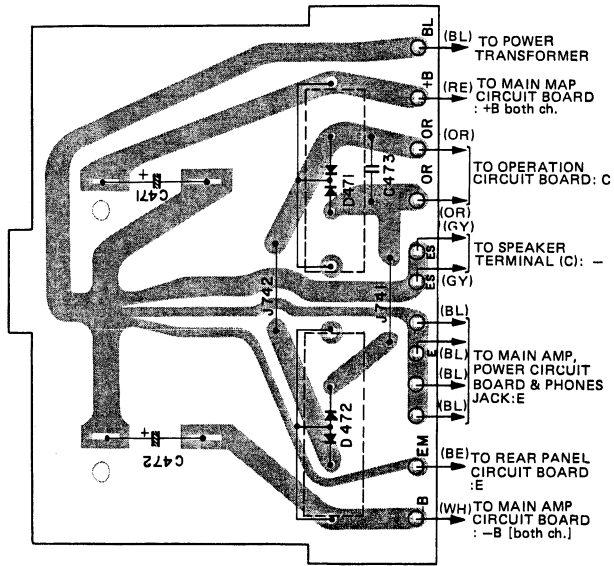 BL (BL) TO POWER
TRANSFORMER
+B (RE) TO MAIN MAP
CIRCUIT BOARD
: +B both ch.
OR (OR)
TO OPERATION
CIRCUIT BOARD: C
OR
(OR)
(GY)
ES TO SPEAKER
TERMINAL (C): –
ES (GY)
(BL)
E (BL) TO MAIN AMP,
POWER CIRCUIT
(BL) BOARD & PHONES
JACK:E
(BL)
EM (BE) TO REAR PANEL
CIRCUIT BOARD
:E
B (WH) TO MAIN AMP
CIRCUIT BOARD
: –B [both ch.]
+
C471
D471
C473
J742
J741
+
C472
D472